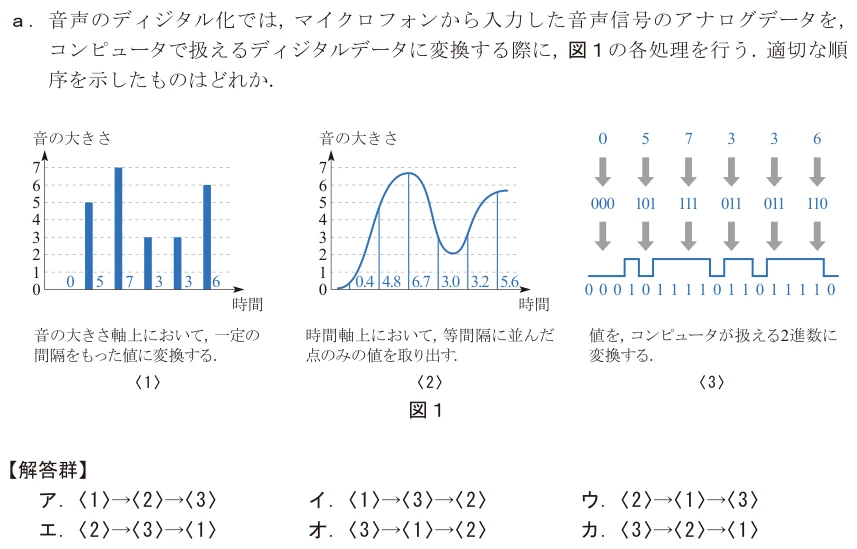 a. 音声のディジタル化では, マイクロフォンから入力した音声信号のアナログデータを,
コンピュータで扱えるディジタルデータに変換する際に, 図1の各処理を行う. 適切な順
序を示したものはどれか.
音の大きさ
7
6
5
4
3
2
1
0
0 5 7 3 3 6
時間
音の大きさ軸上において, 一定の
間隔をもった値に変換する.
〈1〉
音の大きさ
7
6
5
4
3
2
1
0
0.4 4.8 6.7 3.0 3.2 5.6
時間
時間軸上において, 等間隔に並んだ
点のみの値を取り出す.
〈2〉
0 5 7 3 3 6
000 101 111 011 011 110
0 0 0 1 0 1 1 1 1 0 1 1 0 1 1 1 1 0
値を, コンピュータが扱える2進数に
変換する.
〈3〉
図1
【解答群】
ア. 〈1〉→〈2〉→〈3〉 イ. 〈1〉→〈3〉→〈2〉 ウ. 〈2〉→〈1〉→〈3〉
エ. 〈2〉→〈3〉→〈1〉 オ. 〈3〉→〈1〉→〈2〉 カ. 〈3〉→〈2〉→〈1〉